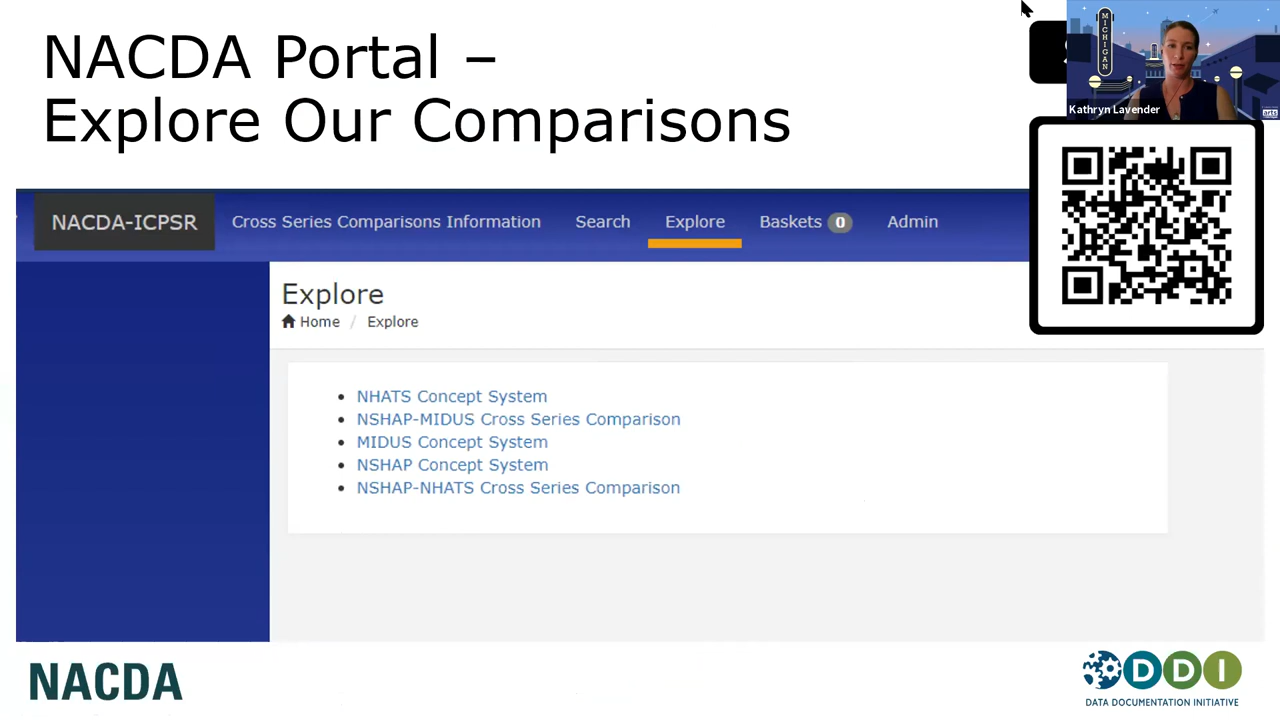 NACDA Portal –
Explore Our Comparisons
MICHIGAN
Kathryn Lavender
arts
NACDA-ICPSR
Cross Series Comparisons Information
Search
Explore
Baskets 0
Admin
Explore
Home / Explore
• NHATS Concept System
• NSHAP-MIDUS Cross Series Comparison
• MIDUS Concept System
• NSHAP Concept System
• NSHAP-NHATS Cross Series Comparison
NACDA
DDI
DATA DOCUMENTATION INITIATIVE